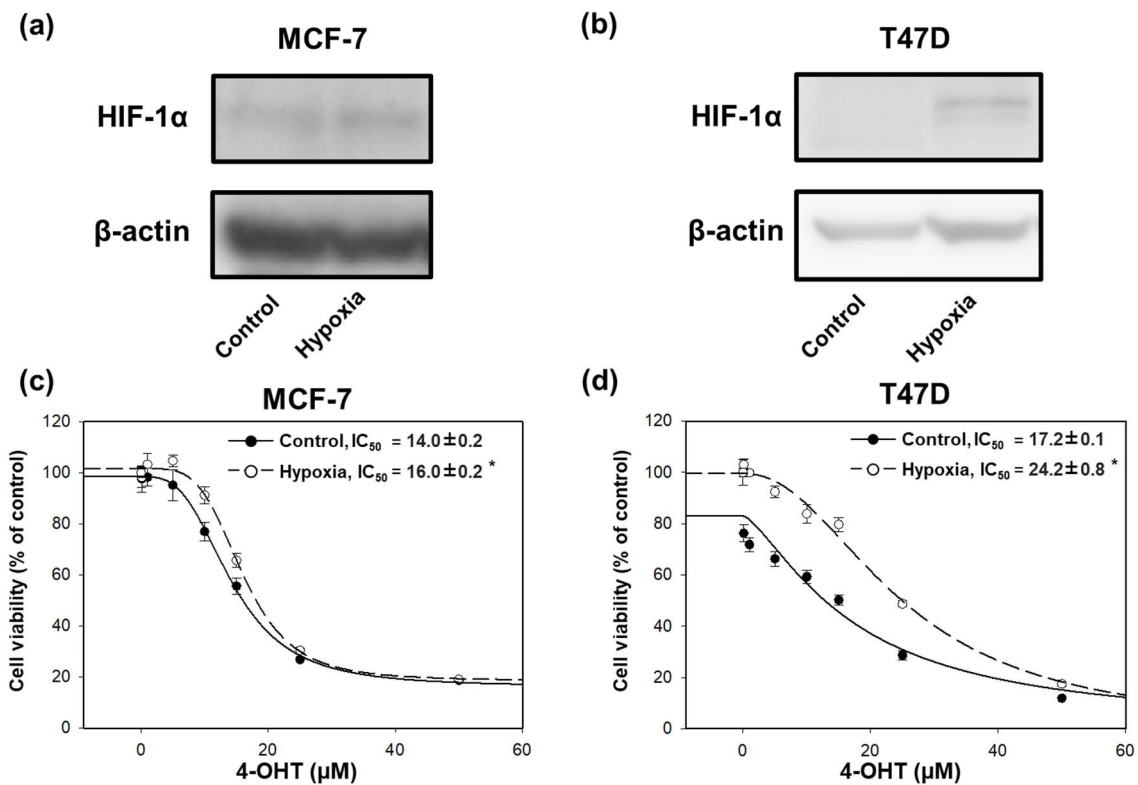 (a)
MCF-7
HIF-1α
β-actin
Control
Hypoxia
(b)
T47D
HIF-1α
β-actin
Control
Hypoxia
(c)
MCF-7
Control, IC50 = 14.0±0.2
Hypoxia, IC50 = 16.0±0.2 *
Cell viability (% of control)
120
100
80
60
40
20
0
0 20 40 60
4-OHT (μM)
(d)
T47D
Control, IC50 = 17.2±0.1
Hypoxia, IC50 = 24.2±0.8 *
Cell viability (% of control)
120
100
80
60
40
20
0
0 20 40 60
4-OHT (μM)